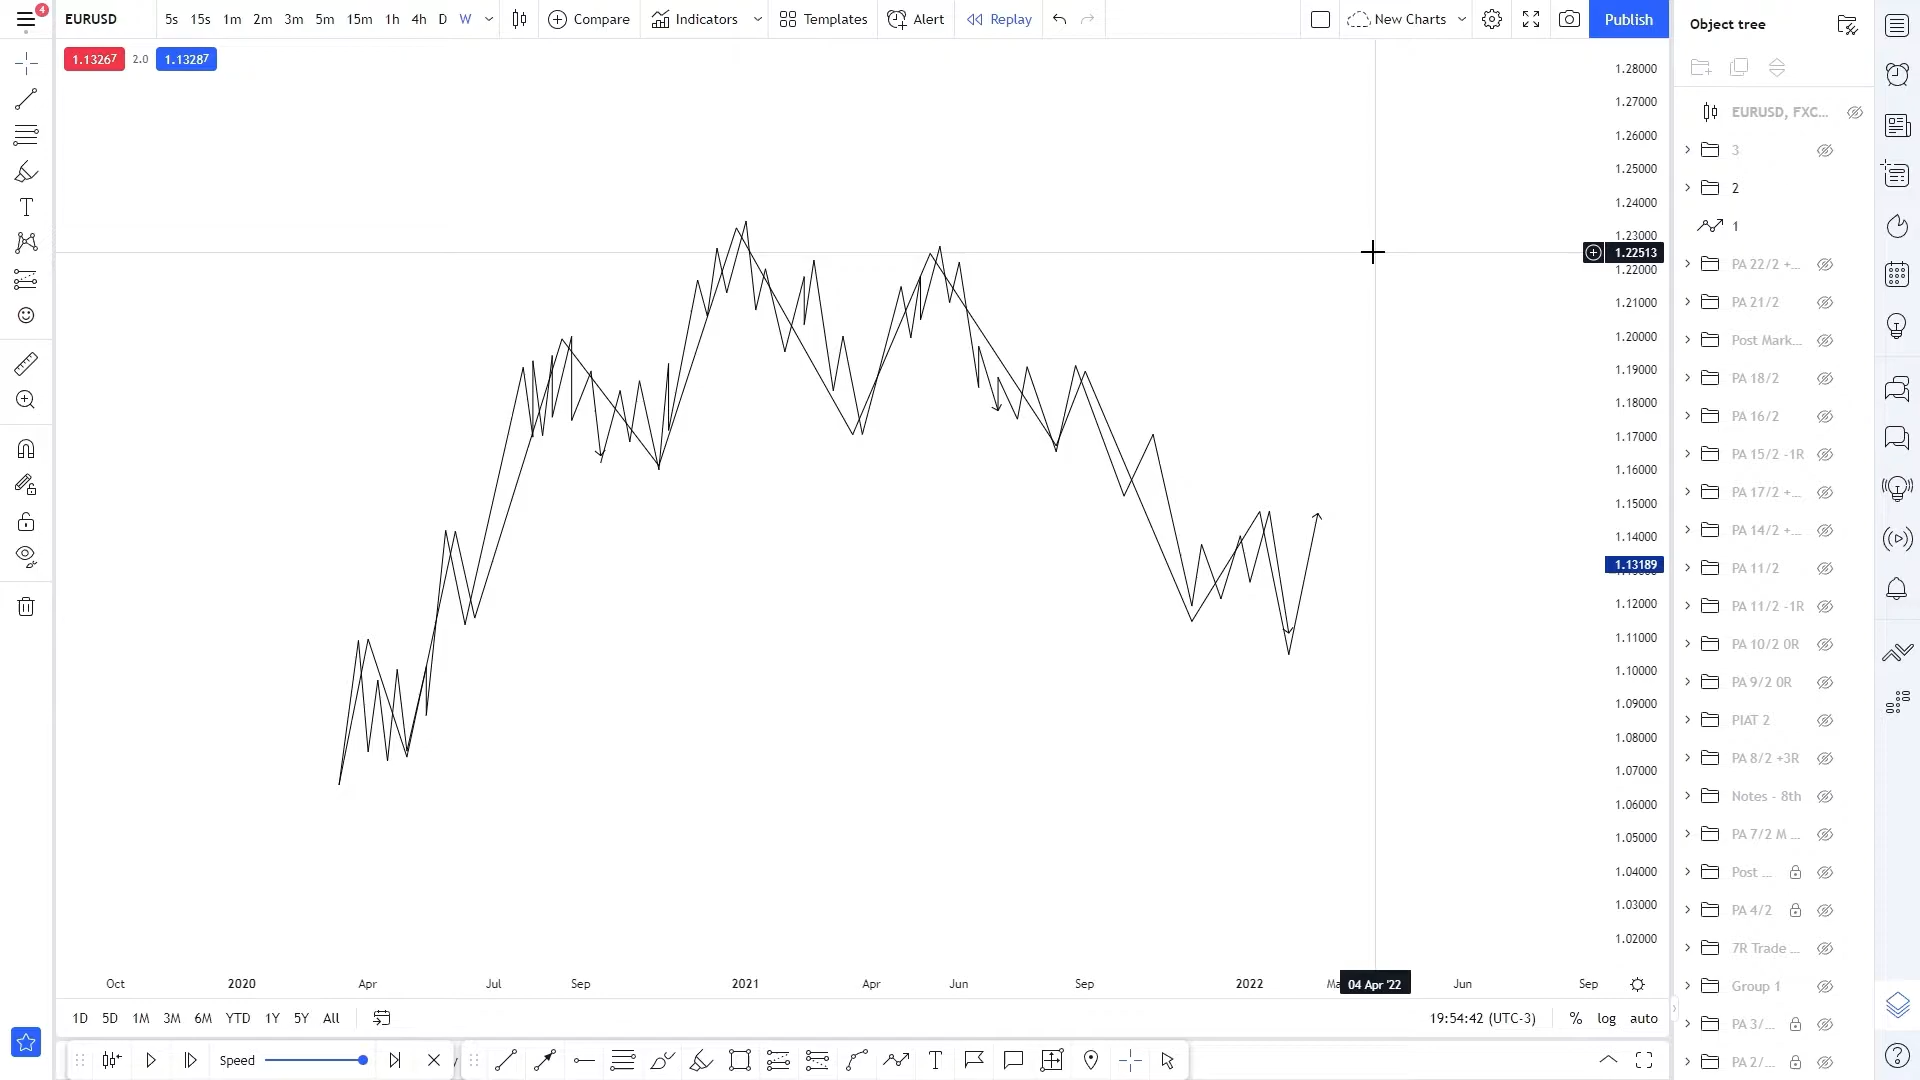 4
EURUSD 5s 15s 1m 2m 3m 5m 15m 1h 4h D W Compare Indicators Templates Alert Replay New Charts Publish
Object tree
1.13267 2.0 1.13287
1.28000
1.27000
1.26000
1.25000
1.24000
1.23000
1.22513
1.22000
1.21000
1.20000
1.19000
1.18000
1.17000
1.16000
1.15000
1.14000
1.13189
1.12000
1.11000
1.10000
1.09000
1.08000
1.07000
1.06000
1.05000
1.04000
1.03000
1.02000
EURUSD, FXC...
3
2
1
PA 22/2 +...
PA 21/2
Post Mark...
PA 18/2
PA 16/2
PA 15/2 -1R
PA 17/2 +...
PA 14/2 +...
PA 11/2
PA 11/2 -1R
PA 10/2 0R
PA 9/2 0R
PIAT 2
PA 8/2 +3R
Notes - 8th
PA 7/2 M ...
Post ...
PA 4/2
7R Trade ...
Group 1
PA 3/...
PA 2/...
Oct 2020 Apr Jul Sep 2021 Apr Jun Sep 2022 Ma 04 Apr '22 Jun Sep
1D 5D 1M 3M 6M YTD 1Y 5Y All 19:54:42 (UTC-3) % log auto
Speed